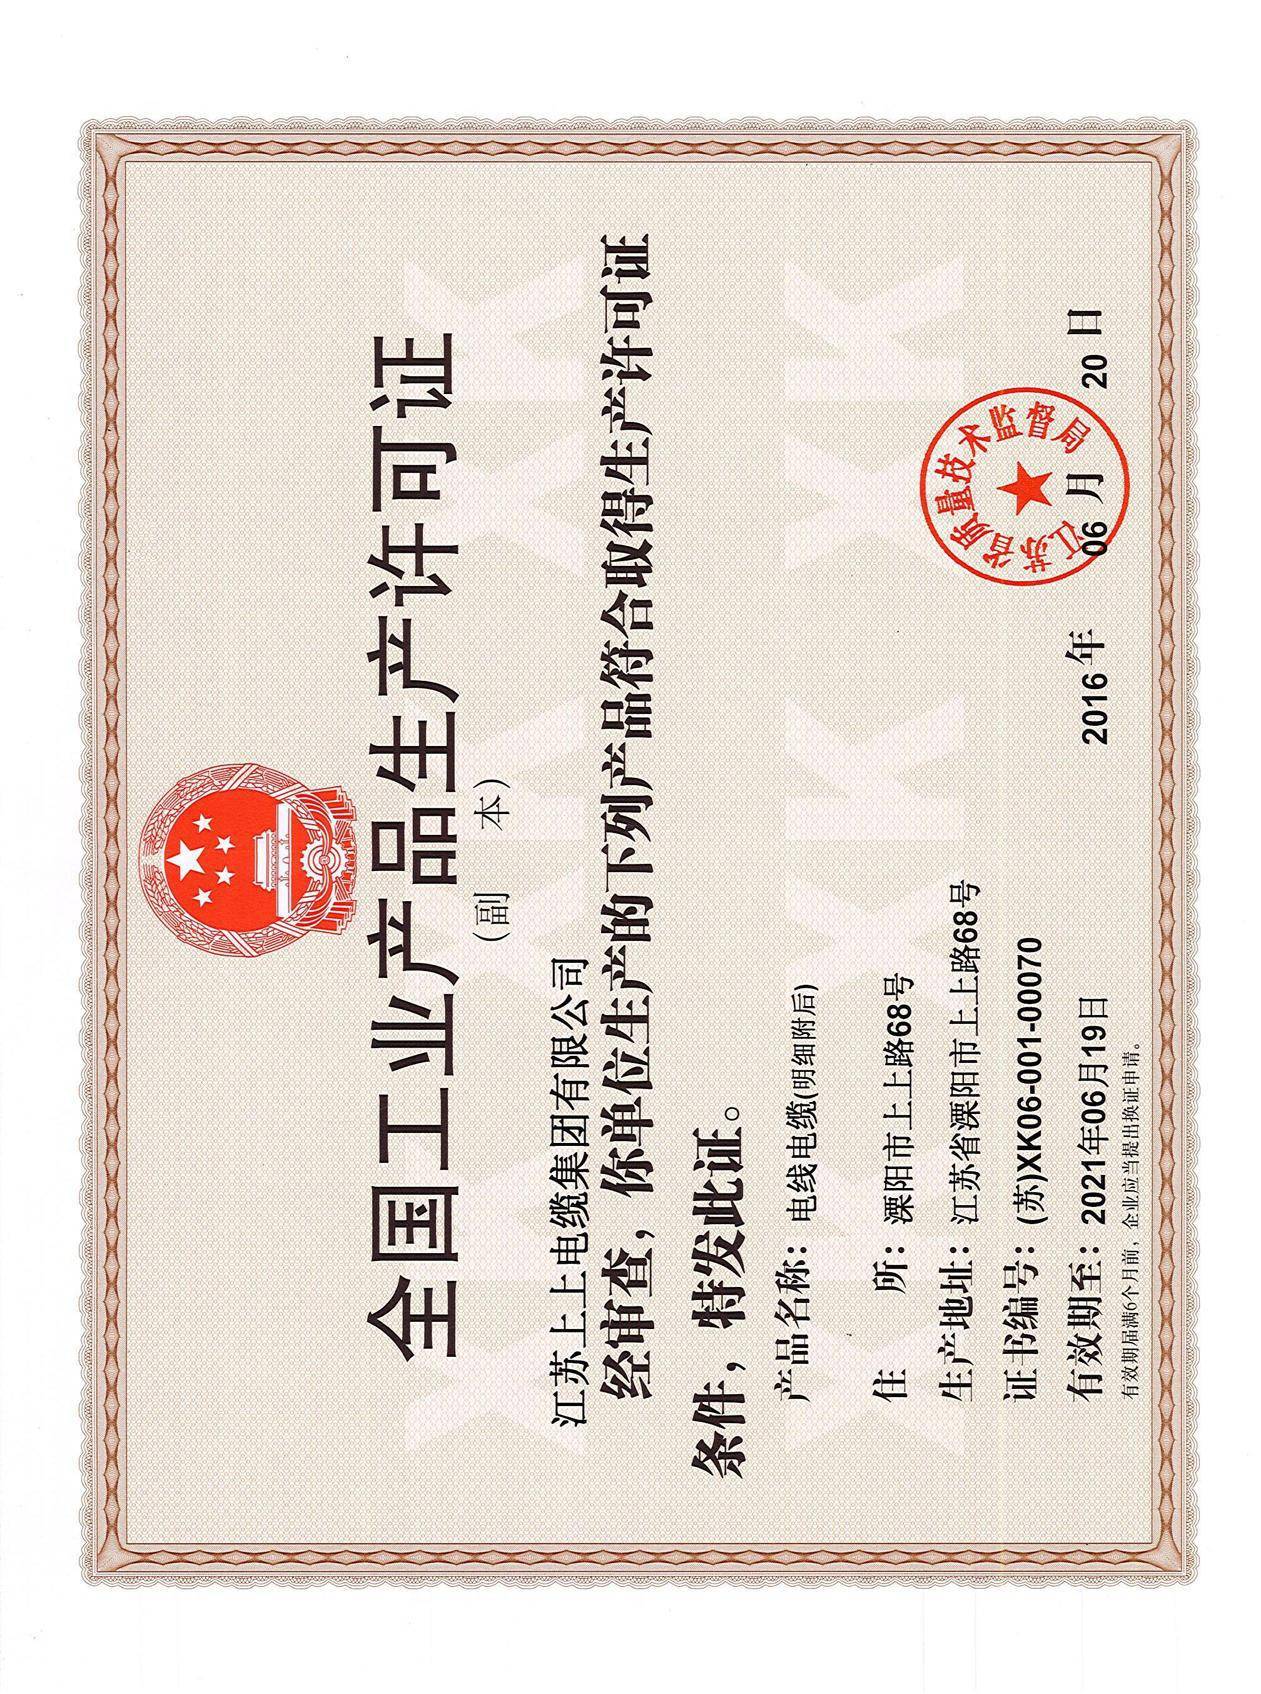 全国工业产品生产许可证
(副 本)
江苏上上电缆集团有限公司
经审查，你单位生产的下列产品符合取得生产许可证
条件，特发此证。
产品名称：电线电缆(明细附后)
住 所：溧阳市上上路68号
生产地址：江苏省溧阳市上上路68号
证书编号：(苏)XK06-001-00070
有效期至：2021年06月19日
有效期届满6个月前，企业应当提出换证申请。
江苏省质量技术监督局
2016年 06月 20日